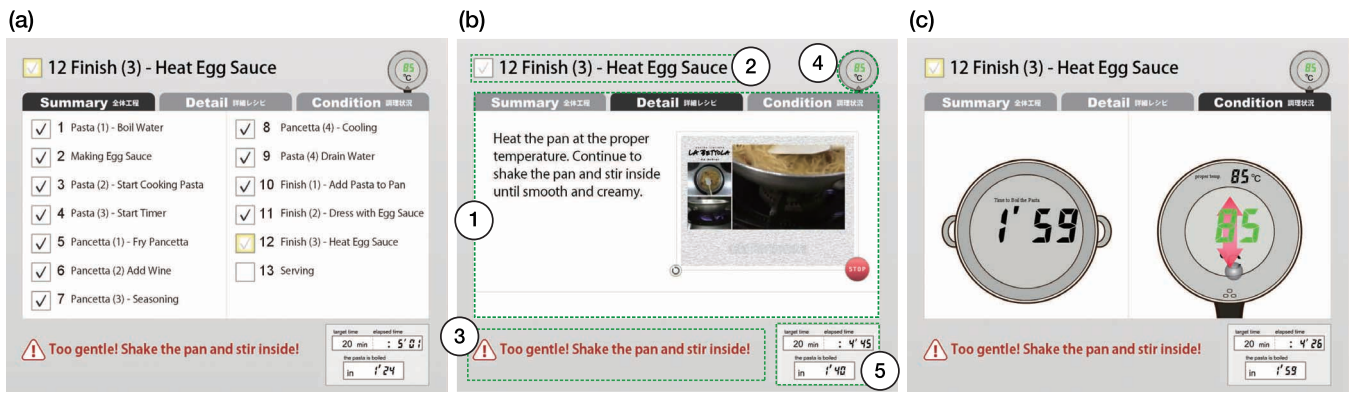 (a)
12 Finish (3) - Heat Egg Sauce
85
°C
Summary 全体工程
Detail 詳細レシピ
Condition 調理状況
1 Pasta (1) - Boil Water
2 Making Egg Sauce
3 Pasta (2) - Start Cooking Pasta
4 Pasta (3) - Start Timer
5 Pancetta (1) - Fry Pancetta
6 Pancetta (2) Add Wine
7 Pancetta (3) - Seasoning
8 Pancetta (4) - Cooling
9 Pasta (4) Drain Water
10 Finish (1) - Add Pasta to Pan
11 Finish (2) - Dress with Egg Sauce
12 Finish (3) - Heat Egg Sauce
13 Serving
Too gentle! Shake the pan and stir inside!
target time elapsed time
20 min : 5'01
the pasta is boiled
in 1'24
(b)
12 Finish (3) - Heat Egg Sauce
2
4
85
°C
Summary 全体工程
Detail 詳細レシピ
Condition 調理状況
Heat the pan at the proper
temperature. Continue to
shake the pan and stir inside
until smooth and creamy.
LA BETTOLA
STOP
1
3
Too gentle! Shake the pan and stir inside!
target time elapsed time
20 min : 4'45
the pasta is boiled
in 1'40
5
(c)
12 Finish (3) - Heat Egg Sauce
85
°C
Summary 全体工程
Detail 詳細レシピ
Condition 調理状況
Time to Boil the Pasta
1'59
proper temp. 85°C
85
Too gentle! Shake the pan and stir inside!
target time elapsed time
20 min : 4'26
the pasta is boiled
in 1'59